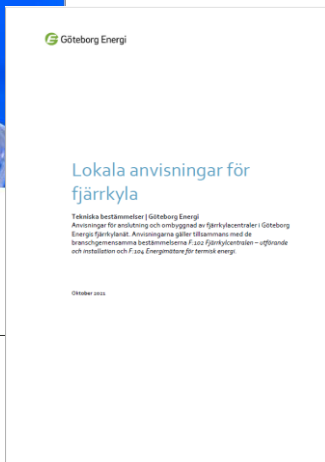 Göteborg Energi
Lokala anvisningar för
fjärrkyla
Tekniska bestämmelser | Göteborg Energi
Anvisningar för anslutning och ombyggnad av fjärrkylacentraler i Göteborg
Energis fjärrkylanät. Anvisningarna gäller tillsammans med de
branschgemensamma bestämmelserna F:102 Fjärrkylcentralen – utförande
och installation och F:104 Energimätare för termisk energi.
Oktober 2021